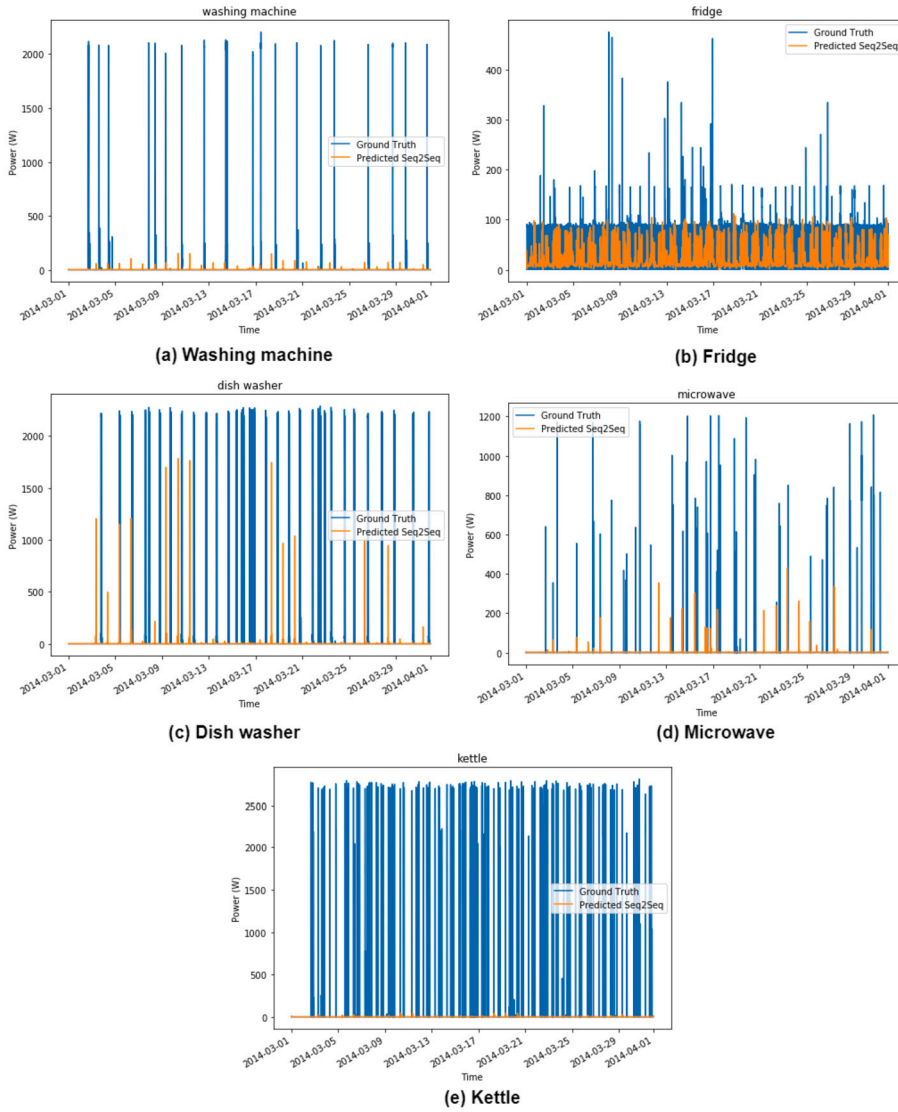 washing machine
Power (W)
2000
1500
1000
500
0
Ground Truth
Predicted Seq2Seq
2014-03-01
2014-03-05
2014-03-09
2014-03-13
2014-03-17
2014-03-21
2014-03-25
2014-03-29
2014-04-01
Time
(a) Washing machine
fridge
Power (W)
400
300
200
100
0
Ground Truth
Predicted Seq2Seq
2014-03-01
2014-03-05
2014-03-09
2014-03-13
2014-03-17
2014-03-21
2014-03-25
2014-03-29
2014-04-01
Time
(b) Fridge
dish washer
Power (W)
2000
1500
1000
500
0
Ground Truth
Predicted Seq2Seq
2014-03-01
2014-03-05
2014-03-09
2014-03-13
2014-03-17
2014-03-21
2014-03-25
2014-03-29
2014-04-01
Time
(c) Dish washer
microwave
Power (W)
1200
1000
800
600
400
200
0
Ground Truth
Predicted Seq2Seq
2014-03-01
2014-03-05
2014-03-09
2014-03-13
2014-03-17
2014-03-21
2014-03-25
2014-03-29
2014-04-01
Time
(d) Microwave
kettle
Power (W)
2500
2000
1500
1000
500
0
Ground Truth
Predicted Seq2Seq
2014-03-01
2014-03-05
2014-03-09
2014-03-13
2014-03-17
2014-03-21
2014-03-25
2014-03-29
2014-04-01
Time
(e) Kettle